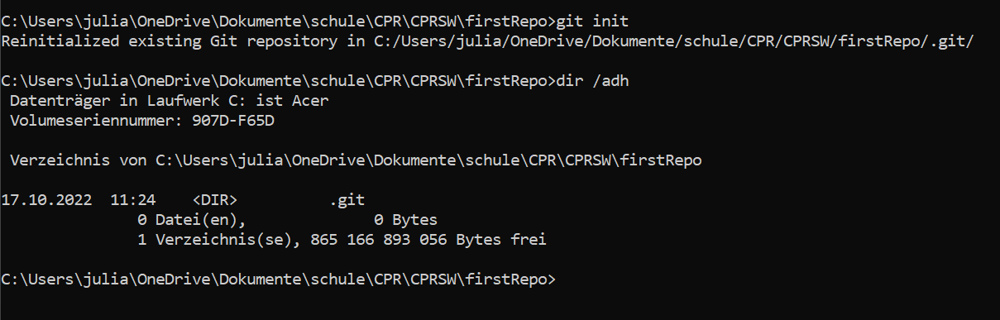 C:\Users\julia\OneDrive\Dokumente\schule\CPR\CPRSW\firstRepo>git init
Reinitialized existing Git repository in C:/Users/julia/OneDrive/Dokumente/schule/CPR/CPRSW/firstRepo/.git/
C:\Users\julia\OneDrive\Dokumente\schule\CPR\CPRSW\firstRepo>dir /adh
Datenträger in Laufwerk C: ist Acer
Volumeseriennummer: 907D-F65D
Verzeichnis von C:\Users\julia\OneDrive\Dokumente\schule\CPR\CPRSW\firstRepo
17.10.2022  11:24    <DIR>          .git
0 Datei(en),              0 Bytes
1 Verzeichnis(se), 865 166 893 056 Bytes frei
C:\Users\julia\OneDrive\Dokumente\schule\CPR\CPRSW\firstRepo>